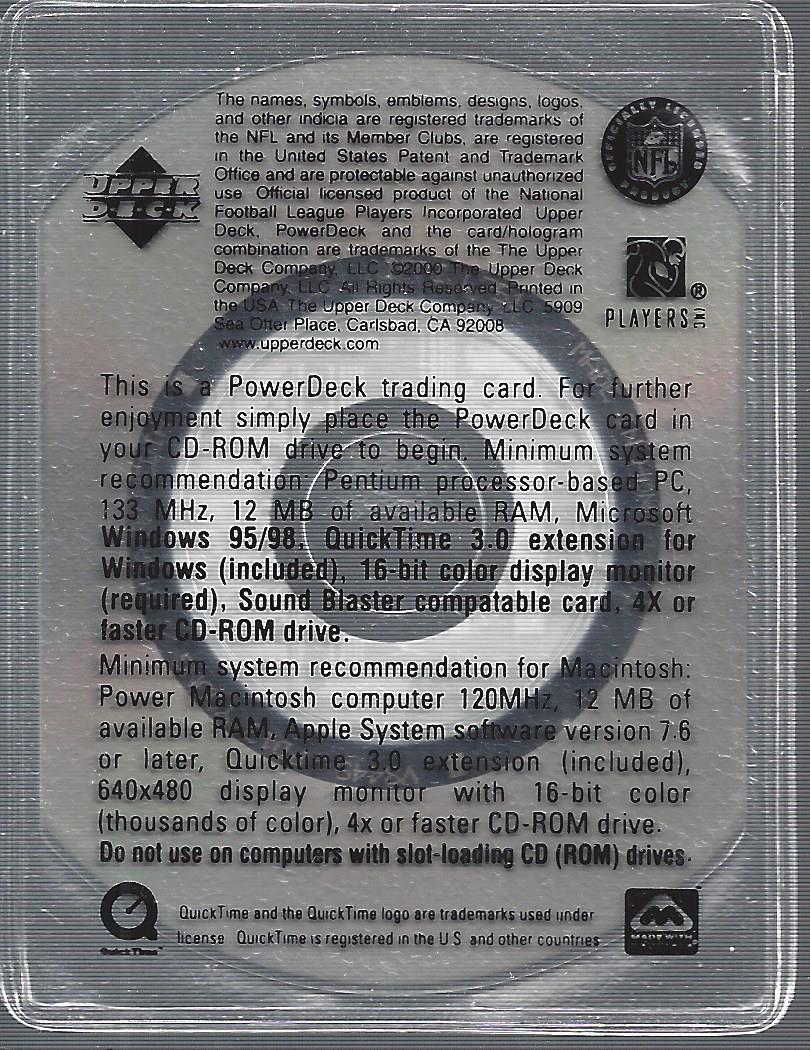 The names, symbols, emblems, designs, logos,
and other indicia are registered trademarks of
the NFL and its Member Clubs, are registered
in the United States Patent and Trademark
Office and are protectable against unauthorized
use Official licensed product of the National
Football League Players Incorporated Upper
Deck, PowerDeck and the card/hologram
combination are trademarks of the The Upper
Deck Company, LLC ©2000 The Upper Deck
Company, LLC All Rights Reserved. Printed in
the USA The Upper Deck Company LLC 5909
Sea Otter Place, Carlsbad, CA 92008
www.upperdeck.com
UPPER
DECK
OFFICIALLY LICENSED
NFL
PRODUCT
®
PLAYERS INC
This is a PowerDeck trading card. For further
enjoyment simply place the PowerDeck card in
your CD-ROM drive to begin. Minimum system
recommendation: Pentium processor-based PC,
133 MHz, 12 MB of available RAM, Microsoft
Windows 95/98, QuickTime 3.0 extension for
Windows (included), 16-bit color display monitor
(required), Sound Blaster compatable card, 4X or
faster CD-ROM drive.
Minimum system recommendation for Macintosh:
Power Macintosh computer 120MHz, 12 MB of
available RAM, Apple System software version 7.6
or later, Quicktime 3.0 extension (included),
640x480 display monitor with 16-bit color
(thousands of color), 4x or faster CD-ROM drive.
Do not use on computers with slot-loading CD (ROM) drives.
QuickTime
QuickTime and the QuickTime logo are trademarks used under
license QuickTime is registered in the U S and other countries
MADE WITH